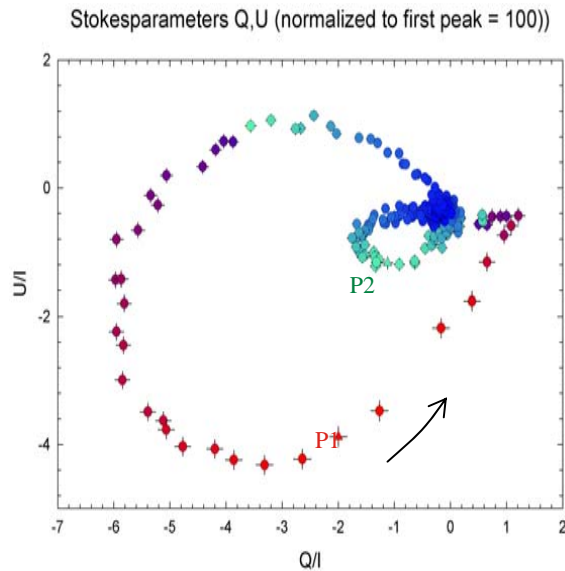 Stokesparameters Q,U (normalized to first peak = 100))
2
0
-2
-4
U/I
P2
P1
-7 -6 -5 -4 -3 -2 -1 0 1 2
Q/I